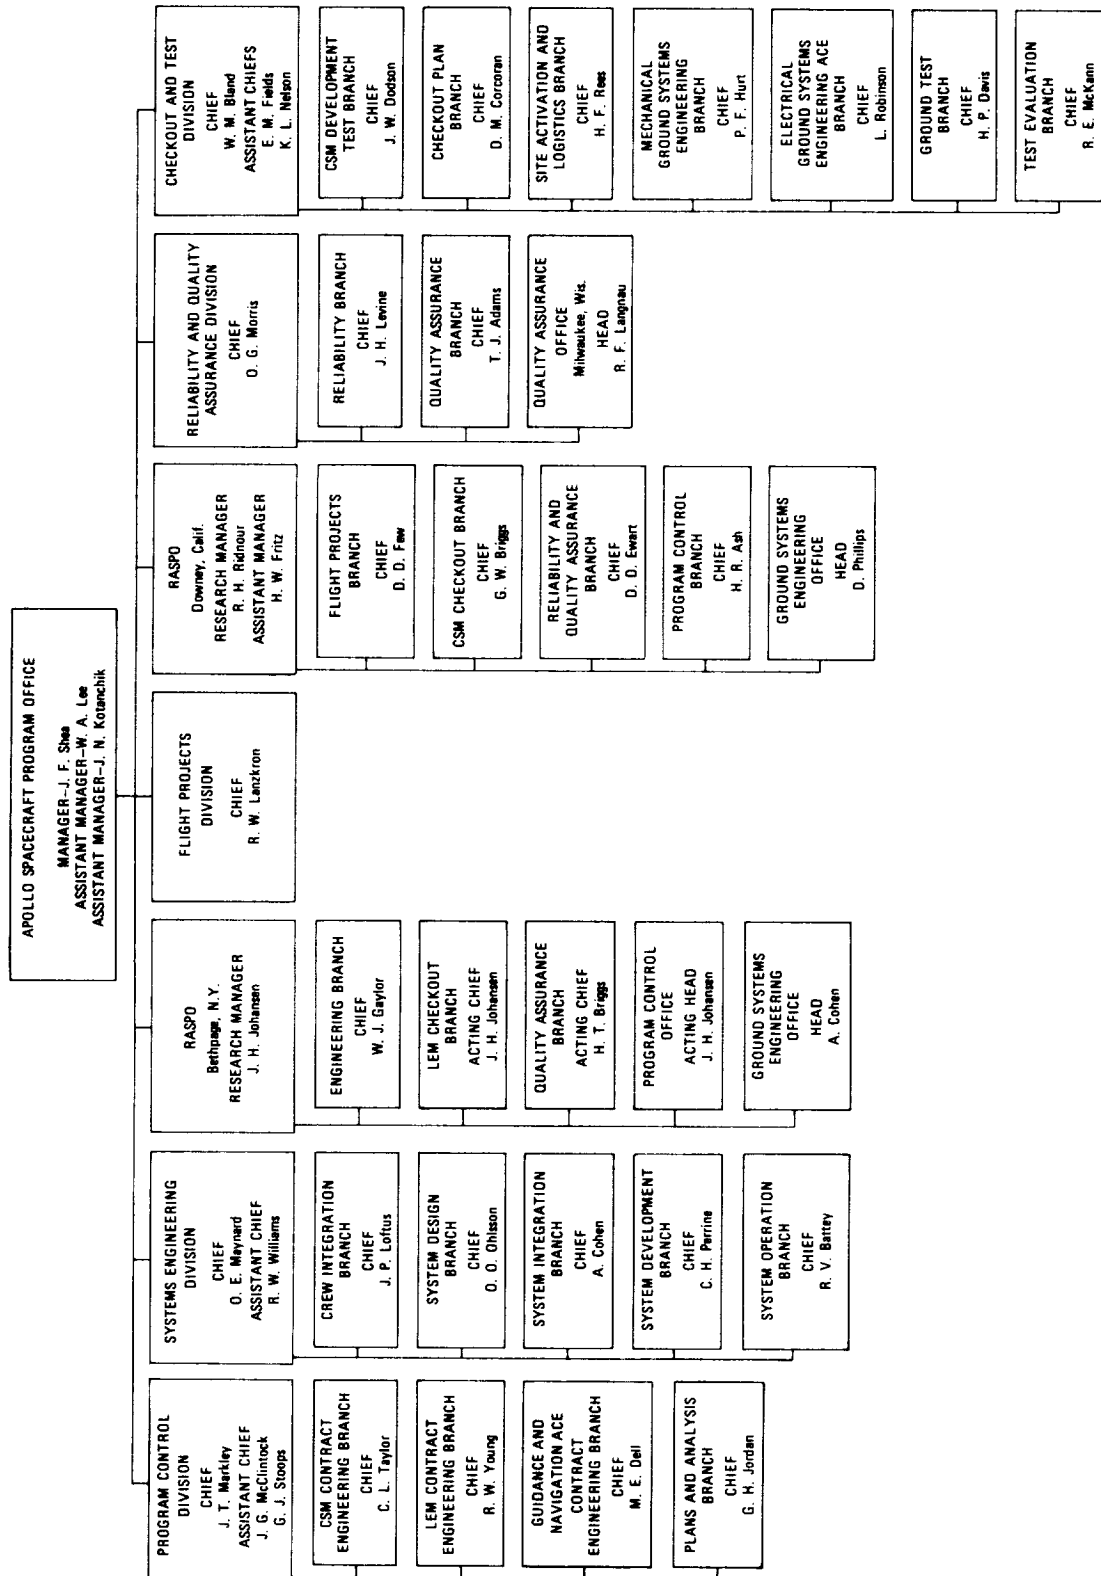 APOLLO SPACECRAFT PROGRAM OFFICE
MANAGER–J. F. Shea
ASSISTANT MANAGER–W. A. Lee
ASSISTANT MANAGER–J. N. Kotanchik
PROGRAM CONTROL
DIVISION
CHIEF
J. T. Markley
ASSISTANT CHIEF
J. G. McClintock
G. J. Stoops
CSM CONTRACT
ENGINEERING BRANCH
CHIEF
C. L. Taylor
LEM CONTRACT
ENGINEERING BRANCH
CHIEF
R. W. Young
GUIDANCE AND
NAVIGATION ACE
CONTRACT
ENGINEERING BRANCH
CHIEF
M. E. Dell
PLANS AND ANALYSIS
BRANCH
CHIEF
G. H. Jordan
SYSTEMS ENGINEERING
DIVISION
CHIEF
O. E. Maynard
ASSISTANT CHIEF
R. W. Williams
CREW INTEGRATION
BRANCH
CHIEF
J. P. Loftus
SYSTEM DESIGN
BRANCH
CHIEF
O. O. Ohlsson
SYSTEM INTEGRATION
BRANCH
CHIEF
A. Cohen
SYSTEM DEVELOPMENT
BRANCH
CHIEF
C. H. Perrine
SYSTEM OPERATION
BRANCH
CHIEF
R. V. Battey
RASPO
Bethpage, N.Y.
RESEARCH MANAGER
J. H. Johansen
ENGINEERING BRANCH
CHIEF
W. J. Gaylor
LEM CHECKOUT
BRANCH
ACTING CHIEF
J. H. Johansen
QUALITY ASSURANCE
BRANCH
ACTING CHIEF
H. T. Briggs
PROGRAM CONTROL
OFFICE
ACTING HEAD
J. H. Johansen
GROUND SYSTEMS
ENGINEERING
OFFICE
HEAD
A. Cohen
FLIGHT PROJECTS
DIVISION
CHIEF
R. W. Lanzkron
RASPO
Downey, Calif.
RESEARCH MANAGER
R. H. Ridnour
ASSISTANT MANAGER
H. W. Fritz
FLIGHT PROJECTS
BRANCH
CHIEF
D. D. Few
CSM CHECKOUT BRANCH
CHIEF
G. W. Briggs
RELIABILITY AND
QUALITY ASSURANCE
BRANCH
CHIEF
D. D. Ewart
PROGRAM CONTROL
BRANCH
CHIEF
H. R. Ash
GROUND SYSTEMS
ENGINEERING
OFFICE
HEAD
D. Phillips
RELIABILITY AND QUALITY
ASSURANCE DIVISION
CHIEF
O. G. Morris
RELIABILITY BRANCH
CHIEF
J. H. Levine
QUALITY ASSURANCE
BRANCH
CHIEF
T. J. Adams
QUALITY ASSURANCE
OFFICE
Milwaukee, Wis.
HEAD
R. F. Langnau
CHECKOUT AND TEST
DIVISION
CHIEF
W. M. Bland
ASSISTANT CHIEFS
E. M. Fields
K. L. Nelson
CSM DEVELOPMENT
TEST BRANCH
CHIEF
J. W. Dodson
CHECKOUT PLAN
BRANCH
CHIEF
D. M. Corcoran
SITE ACTIVATION AND
LOGISTICS BRANCH
CHIEF
H. F. Rees
MECHANICAL
GROUND SYSTEMS
ENGINEERING
BRANCH
CHIEF
P. F. Hurt
ELECTRICAL
GROUND SYSTEMS
ENGINEERING ACE
BRANCH
CHIEF
L. Robinson
GROUND TEST
BRANCH
CHIEF
H. P. Davis
TEST EVALUATION
BRANCH
CHIEF
R. E. McKann